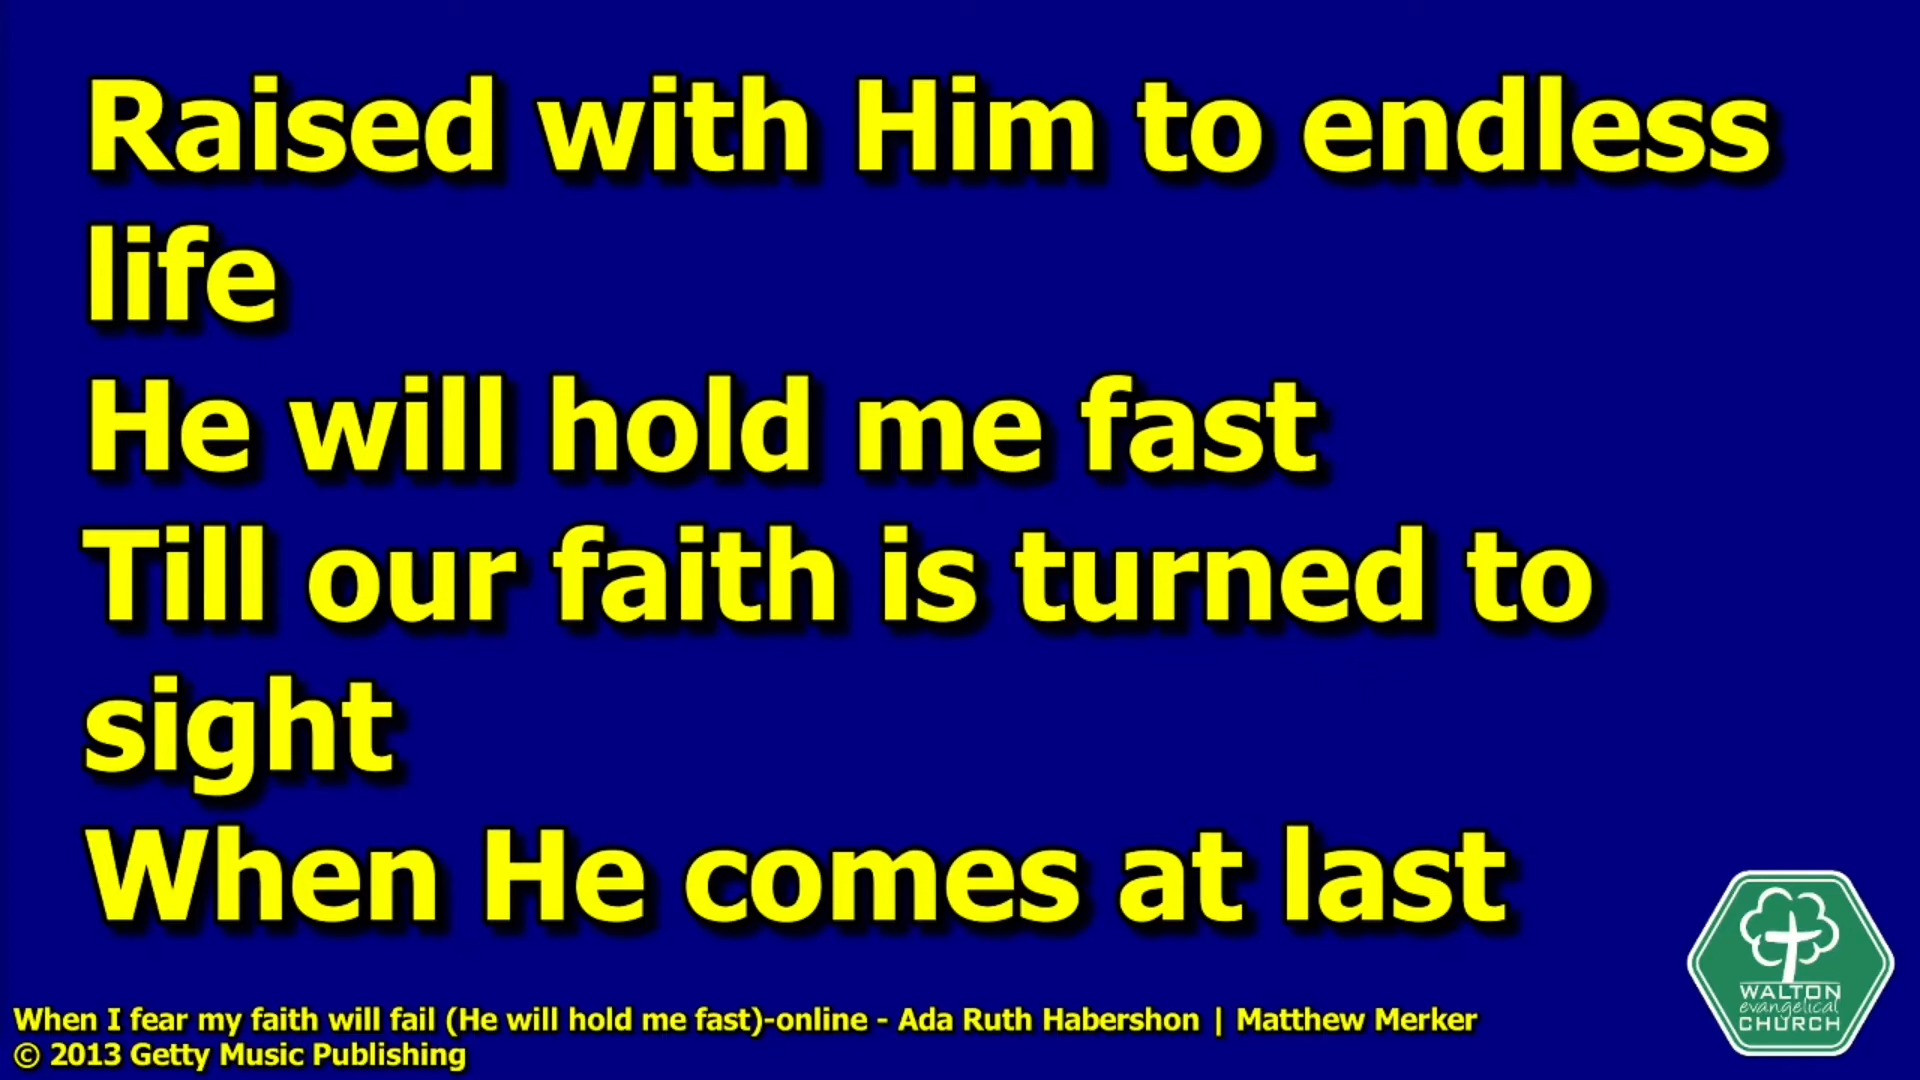 Raised with Him to endless
life
He will hold me fast
Till our faith is turned to
sight
When He comes at last
When I fear my faith will fail (He will hold me fast)-online - Ada Ruth Habershon | Matthew Merker
© 2013 Getty Music Publishing
WALTON
evangelical
CHURCH